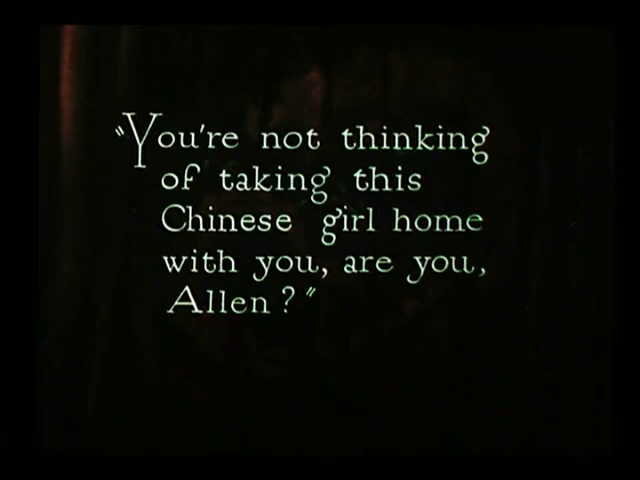 "You're not thinking
of taking this
Chinese girl home
with you, are you,
Allen?"